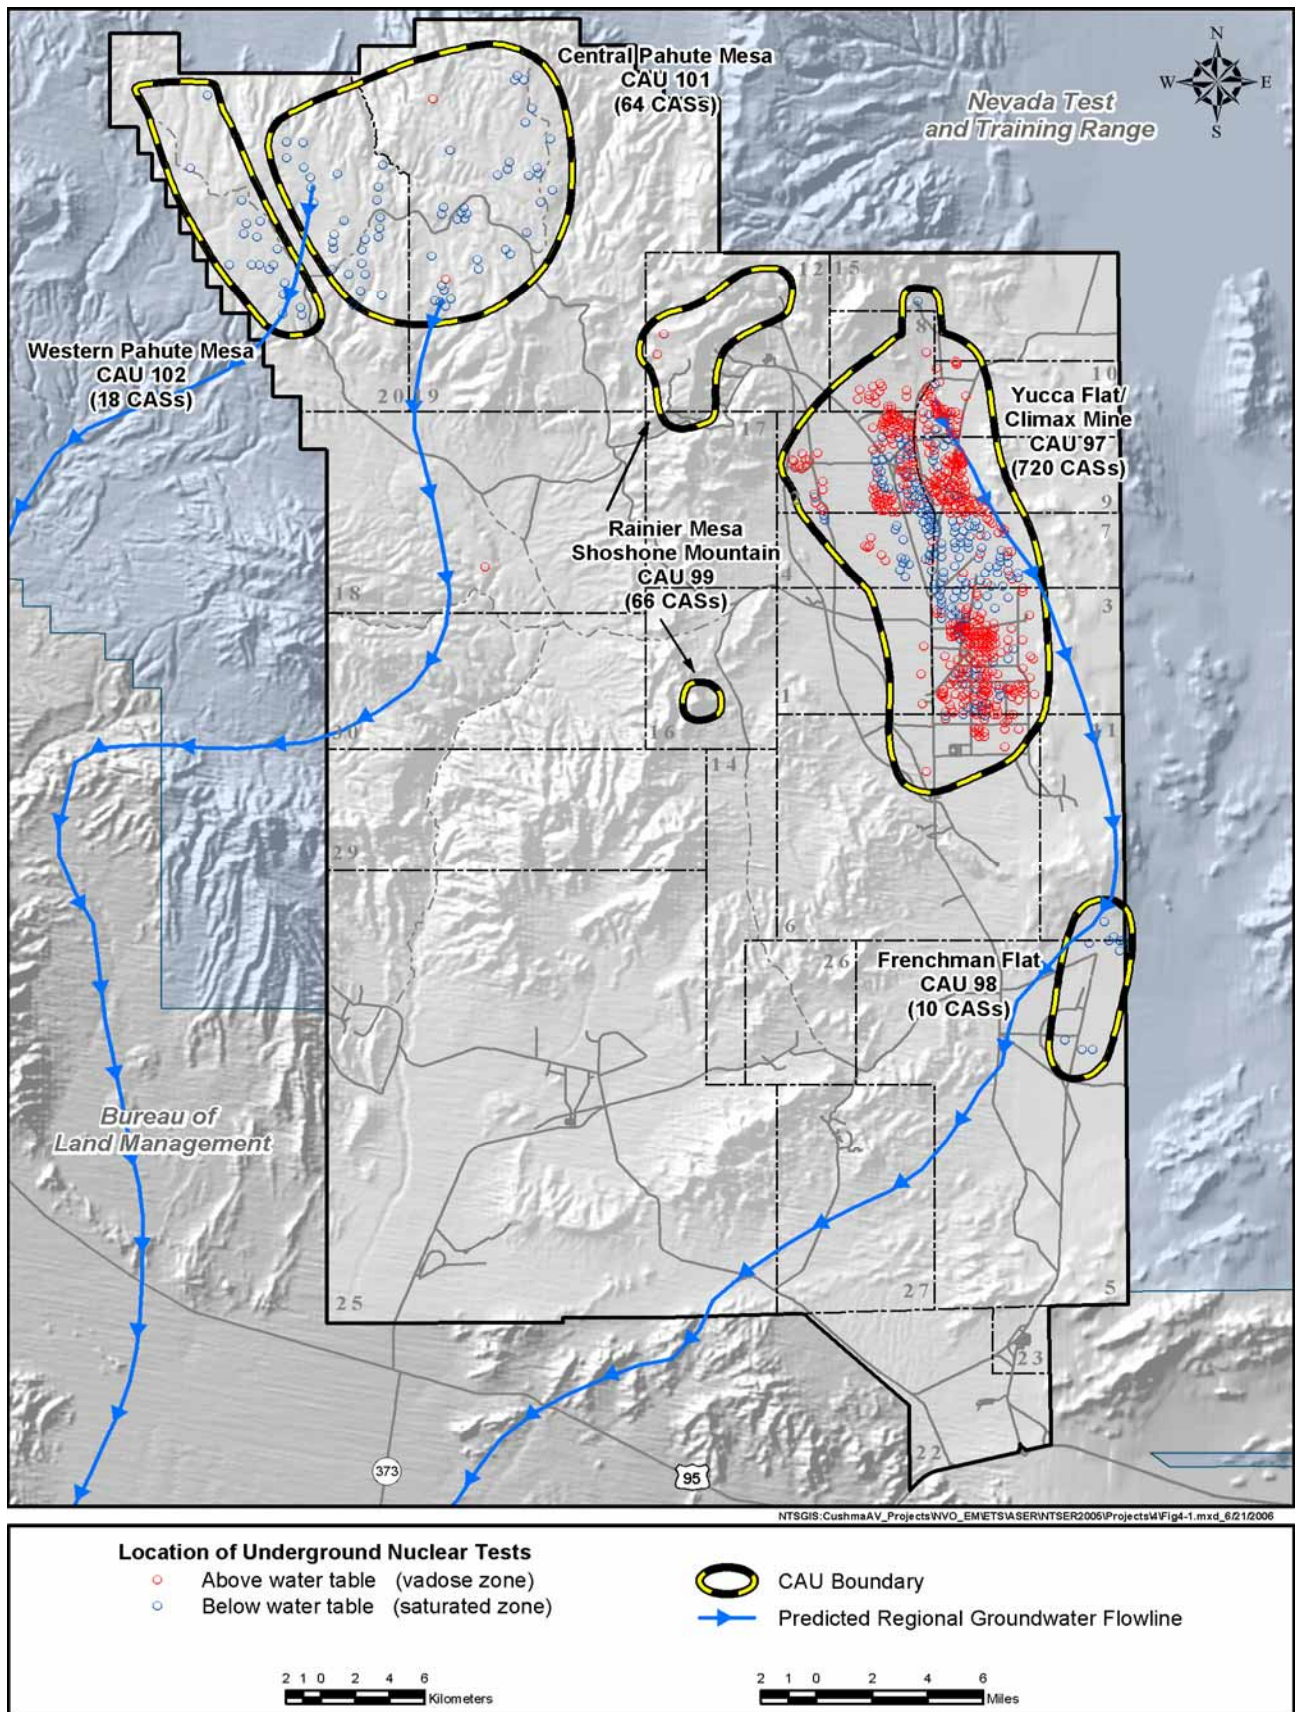 Central Pahute Mesa
CAU 101
(64 CASs)
N
W
E
S
Nevada Test
and Training Range
12
15
8
Western Pahute Mesa
CAU 102
(18 CASs)
20
19
10
Yucca Flat/
Climax Mine
CAU 97
(720 CASs)
17
9
7
Rainier Mesa
Shoshone Mountain
CAU 99
(66 CASs)
18
4
3
1
30
16
11
14
29
6
26
Frenchman Flat
CAU 98
(10 CASs)
Bureau of
Land Management
25
27
5
23
22
373
95
NTSGIS:CushmaAV_Projects\NVO_EM\ETS\ASER\NTSER2005\Projects\4\Fig4-1.mxd_6/21/2006
Location of Underground Nuclear Tests
Above water table (vadose zone)
Below water table (saturated zone)
CAU Boundary
Predicted Regional Groundwater Flowline
2 1 0 2 4 6
Kilometers
2 1 0 2 4 6
Miles